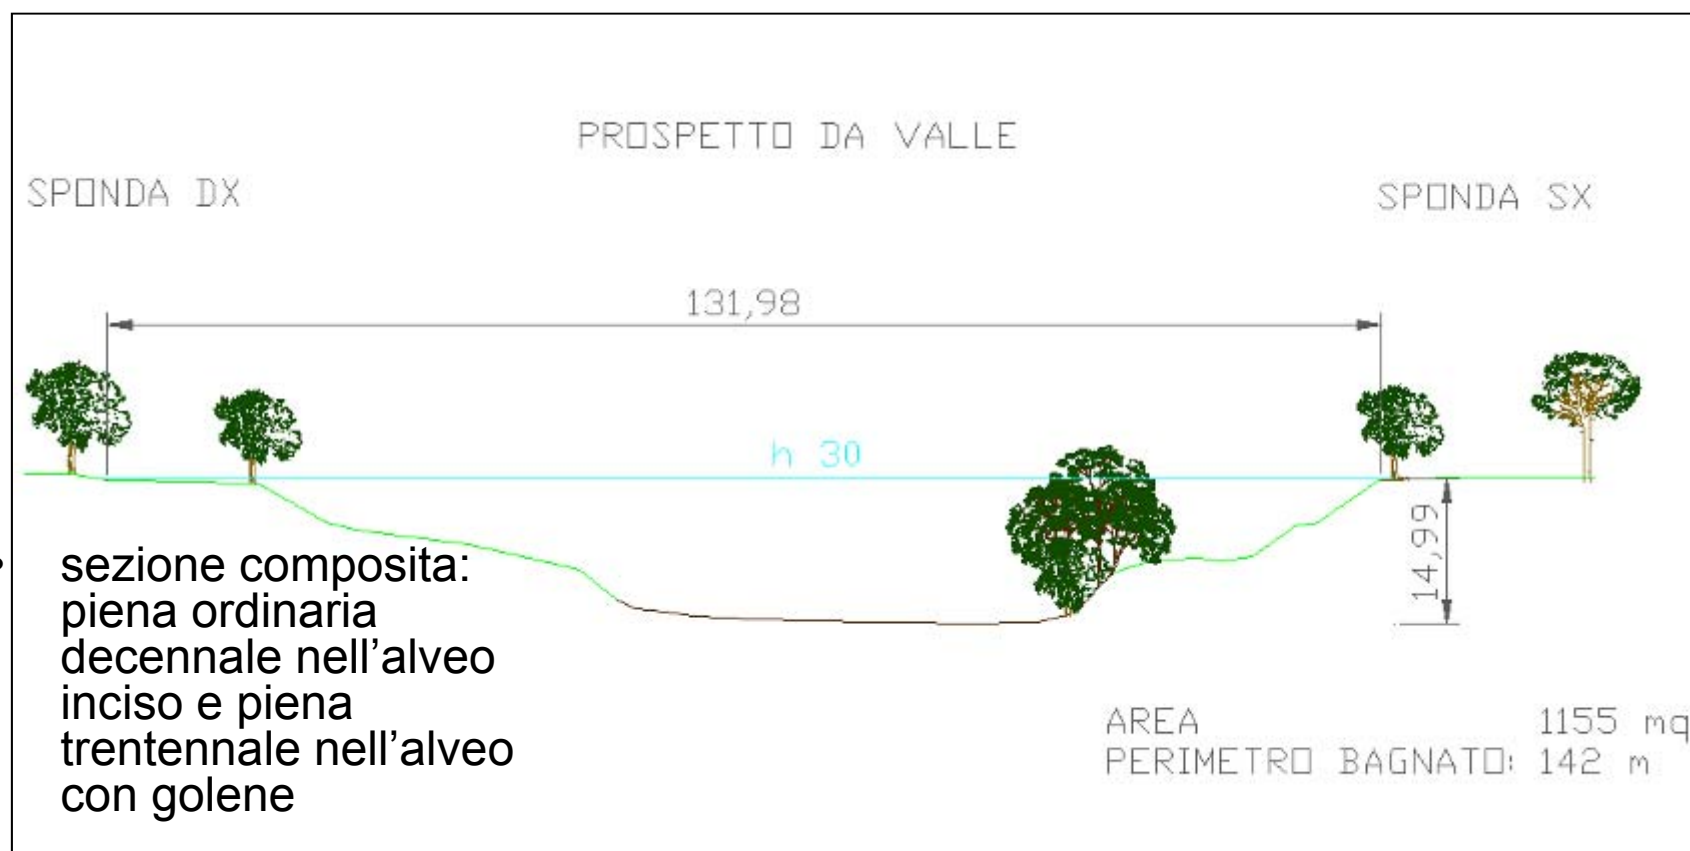 PROSPETTO DA VALLE
SPONDA DX
SPONDA SX
131,98
h 30
14,99
• sezione composita:
piena ordinaria
decennale nell’alveo
inciso e piena
trentennale nell’alveo
con golene
AREA 1155 mq
PERIMETRO BAGNATO: 142 m